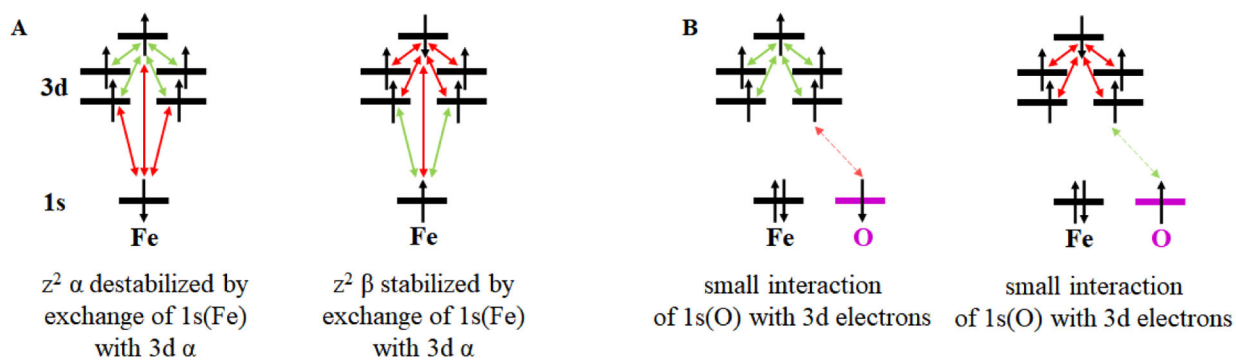 A
B
3d
1s
Fe
Fe
Fe
O
Fe
O
z² α destabilized by
exchange of 1s(Fe)
with 3d α
z² β stabilized by
exchange of 1s(Fe)
with 3d α
small interaction
of 1s(O) with 3d electrons
small interaction
of 1s(O) with 3d electrons